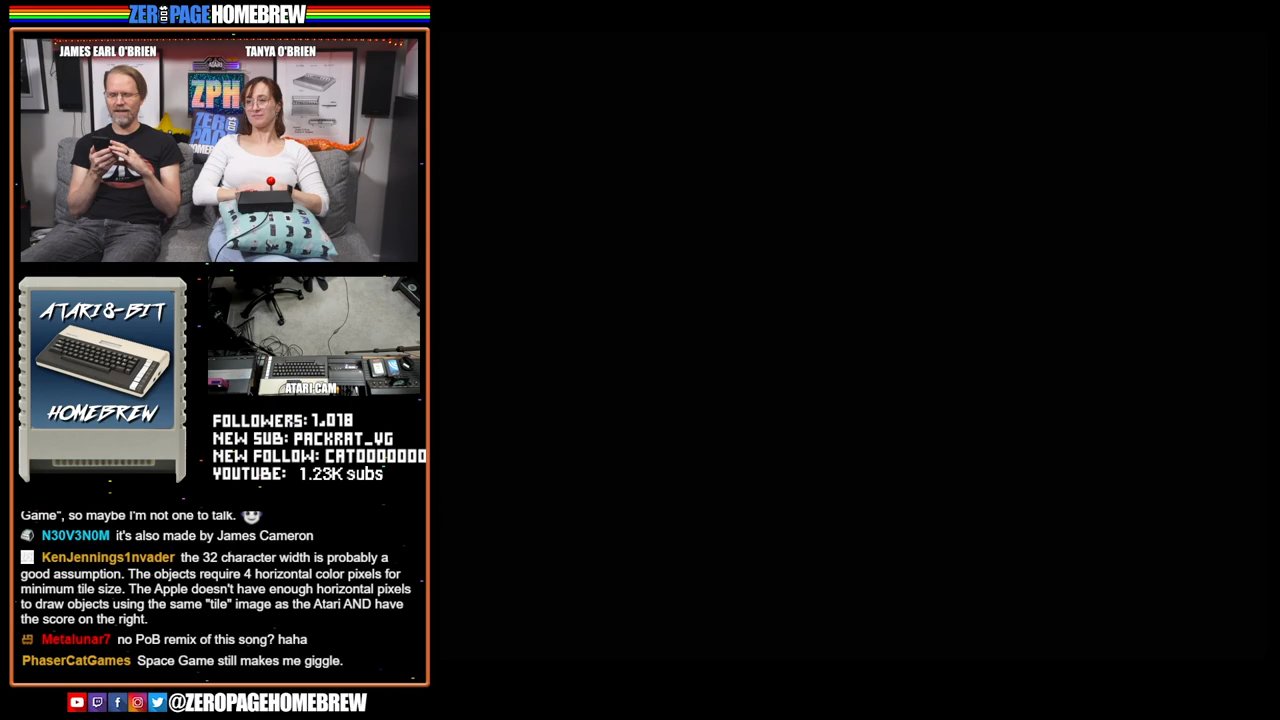 ZEROPAGE HOMEBREW
JAMES EARL O'BRIEN
TANYA O'BRIEN
ATARI
ZPH
ZERO
PAGE
HOMEB
ATARI 8-BIT
HOMEBREW
ATARI CAM
FOLLOWERS: 1,018
NEW SUB: PACKRAT_VG
NEW FOLLOW: CATOOOOOOO
YOUTUBE: 1.23K subs
Game", so maybe I'm not one to talk.
N30V3N0M it's also made by James Cameron
KenJennings1nvader the 32 character width is probably a
good assumption. The objects require 4 horizontal color pixels for
minimum tile size. The Apple doesn't have enough horizontal pixels
to draw objects using the same "tile" image as the Atari AND have
the score on the right.
Metalunar7 no PoB remix of this song? haha
PhaserCatGames Space Game still makes me giggle.
@ZEROPAGEHOMEBREW